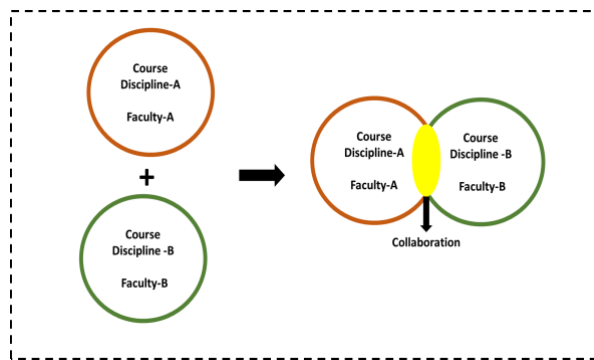 Course
Discipline-A
Faculty-A
+
Course
Discipline -B
Faculty-B
Course
Discipline-A
Faculty-A
Course
Discipline -B
Faculty-B
Collaboration